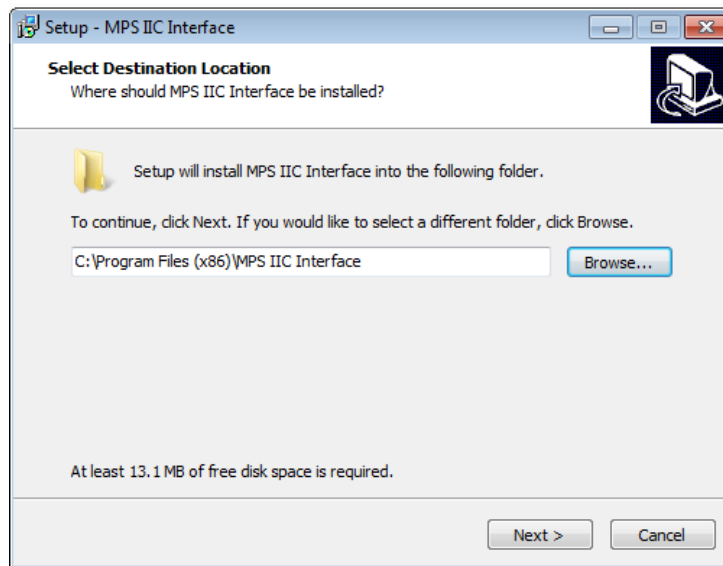 Setup - MPS IIC Interface
Select Destination Location
Where should MPS IIC Interface be installed?
Setup will install MPS IIC Interface into the following folder.
To continue, click Next. If you would like to select a different folder, click Browse.
C:\Program Files (x86)\MPS IIC Interface
Browse...
At least 13.1 MB of free disk space is required.
Next >
Cancel